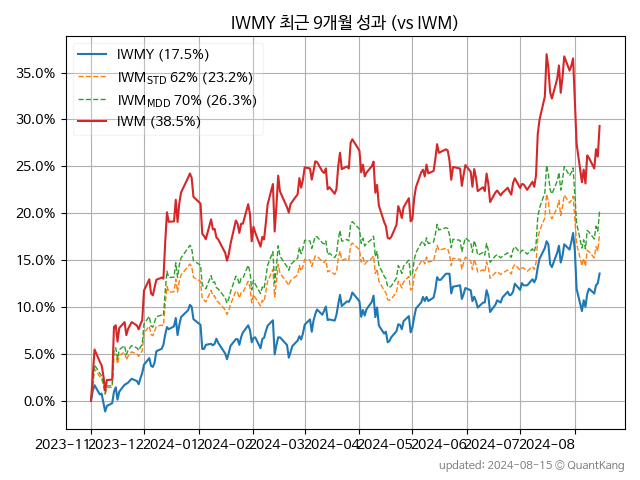 IWMY 최근 9개월 성과 (vs IWM)
IWMY (17.5%)
IWM_STD 62% (23.2%)
IWM_MDD 70% (26.3%)
IWM (38.5%)
35.0%
30.0%
25.0%
20.0%
15.0%
10.0%
5.0%
0.0%
2023-11 2023-12 2024-01 2024-02 2024-03 2024-04 2024-05 2024-06 2024-07 2024-08
updated: 2024-08-15 © QuantKang